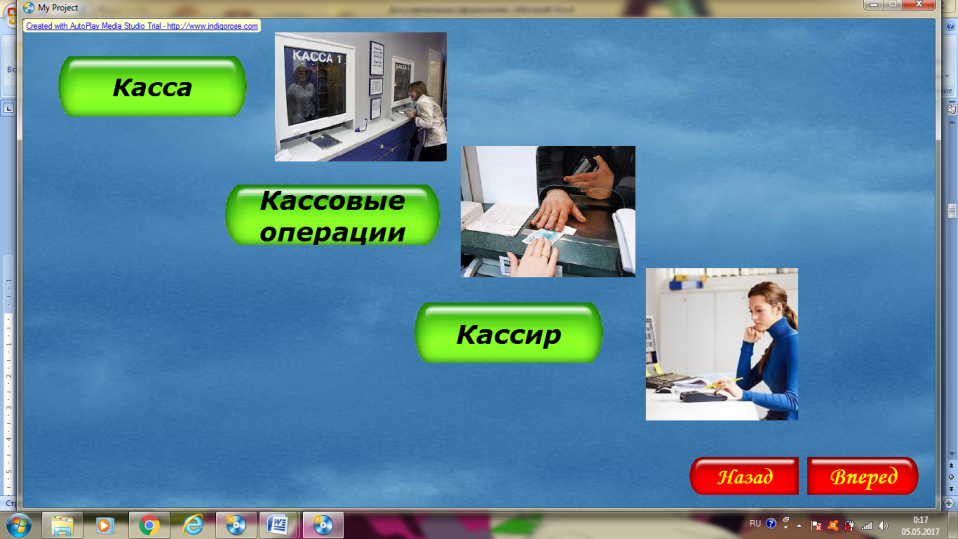 My Project
Created with AutoPlay Media Studio Trial - http://www.indigorose.com
Касса
КАССА 1
Кассовые
операции
Кассир
Назад
Вперед
RU
0:17
05.05.2017